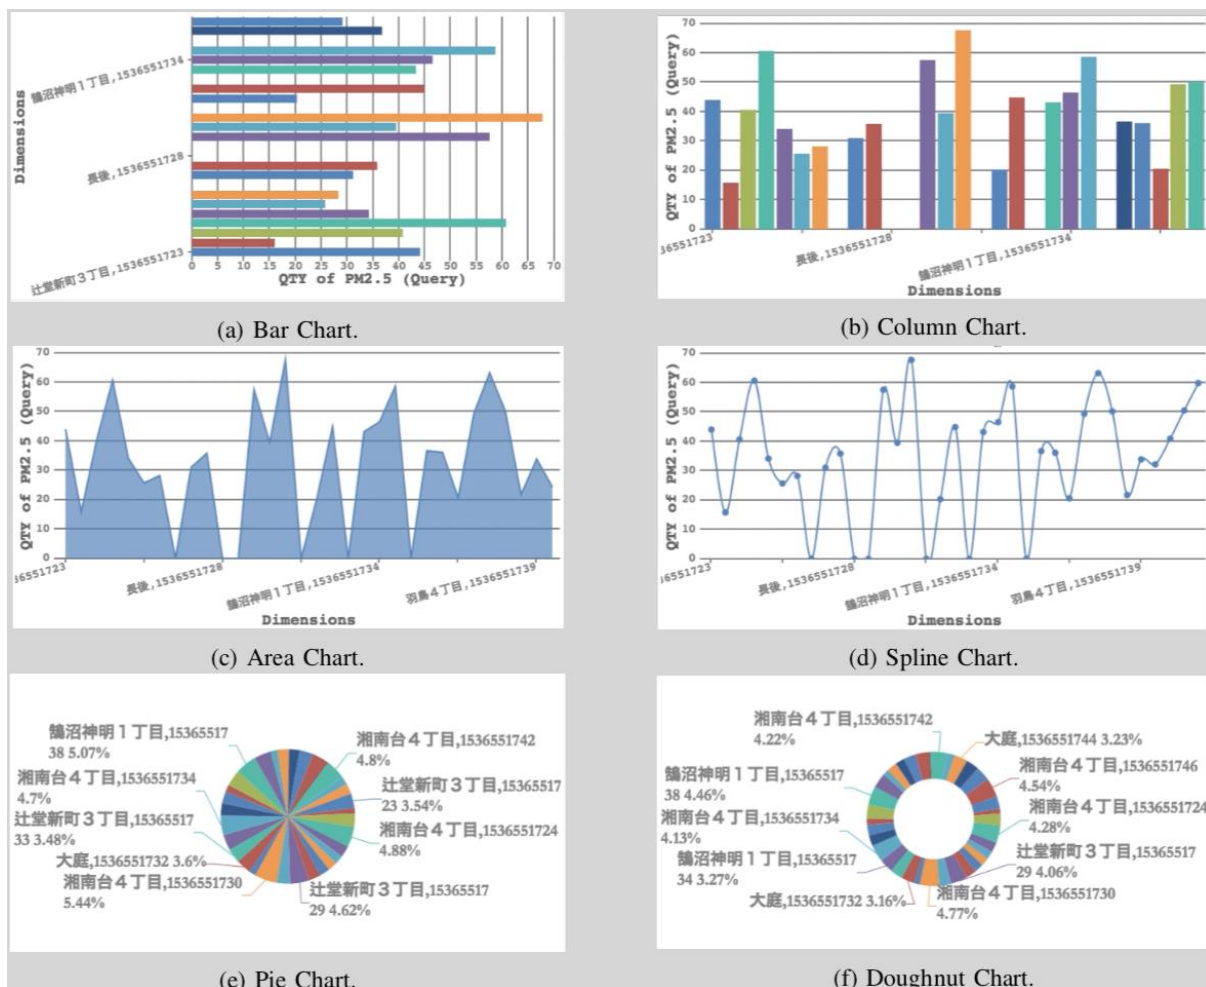 Dimensions
鵠沼神明１丁目,1536551734
長後,1536551728
辻堂新町３丁目,1536551723
0 5 10 15 20 25 30 35 40 45 50 55 60 65 70
QTY of PM2.5 (Query)
(a) Bar Chart.
QTY of PM2.5 (Query)
70
60
50
40
30
20
10
0
36551723
長後,1536551728
鵠沼神明１丁目,1536551734
Dimensions
(b) Column Chart.
QTY of PM2.5 (Query)
70
60
50
40
30
20
10
0
36551723
長後,1536551728
鵠沼神明１丁目,1536551734
羽鳥４丁目,1536551739
Dimensions
(c) Area Chart.
QTY of PM2.5 (Query)
70
60
50
40
30
20
10
0
36551723
長後,1536551728
鵠沼神明１丁目,1536551734
羽鳥４丁目,1536551739
Dimensions
(d) Spline Chart.
鵠沼神明１丁目,15365517
38 5.07%
湘南台４丁目,1536551742
4.8%
湘南台４丁目,1536551734
4.7%
辻堂新町３丁目,15365517
23 3.54%
辻堂新町３丁目,15365517
33 3.48%
湘南台４丁目,1536551724
4.88%
大庭,1536551732 3.6%
湘南台４丁目,1536551730
5.44%
辻堂新町３丁目,15365517
29 4.62%
(e) Pie Chart.
湘南台４丁目,1536551742
4.22%
大庭,1536551744 3.23%
鵠沼神明１丁目,15365517
38 4.46%
湘南台４丁目,1536551746
4.54%
湘南台４丁目,1536551734
4.13%
湘南台４丁目,1536551724
4.28%
鵠沼神明１丁目,15365517
34 3.27%
辻堂新町３丁目,15365517
29 4.06%
大庭,1536551732 3.16%
湘南台４丁目,1536551730
4.77%
(f) Doughnut Chart.